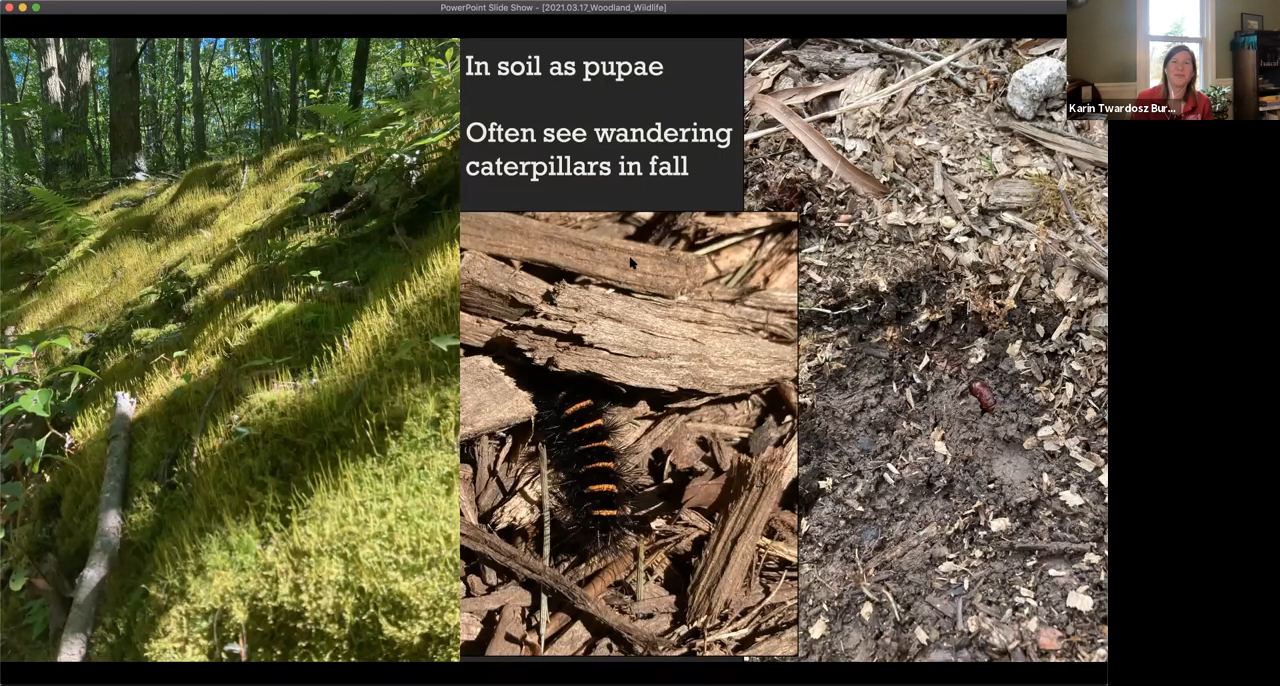 PowerPoint Slide Show - [2021.03.17_Woodland_Wildlife]
In soil as pupae
Often see wandering
caterpillars in fall
Karin Twardosz Bur...